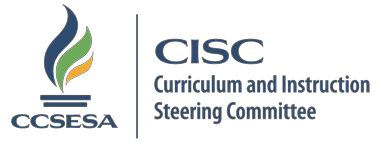 CCSESA
CISC
Curriculum and Instruction
Steering Committee